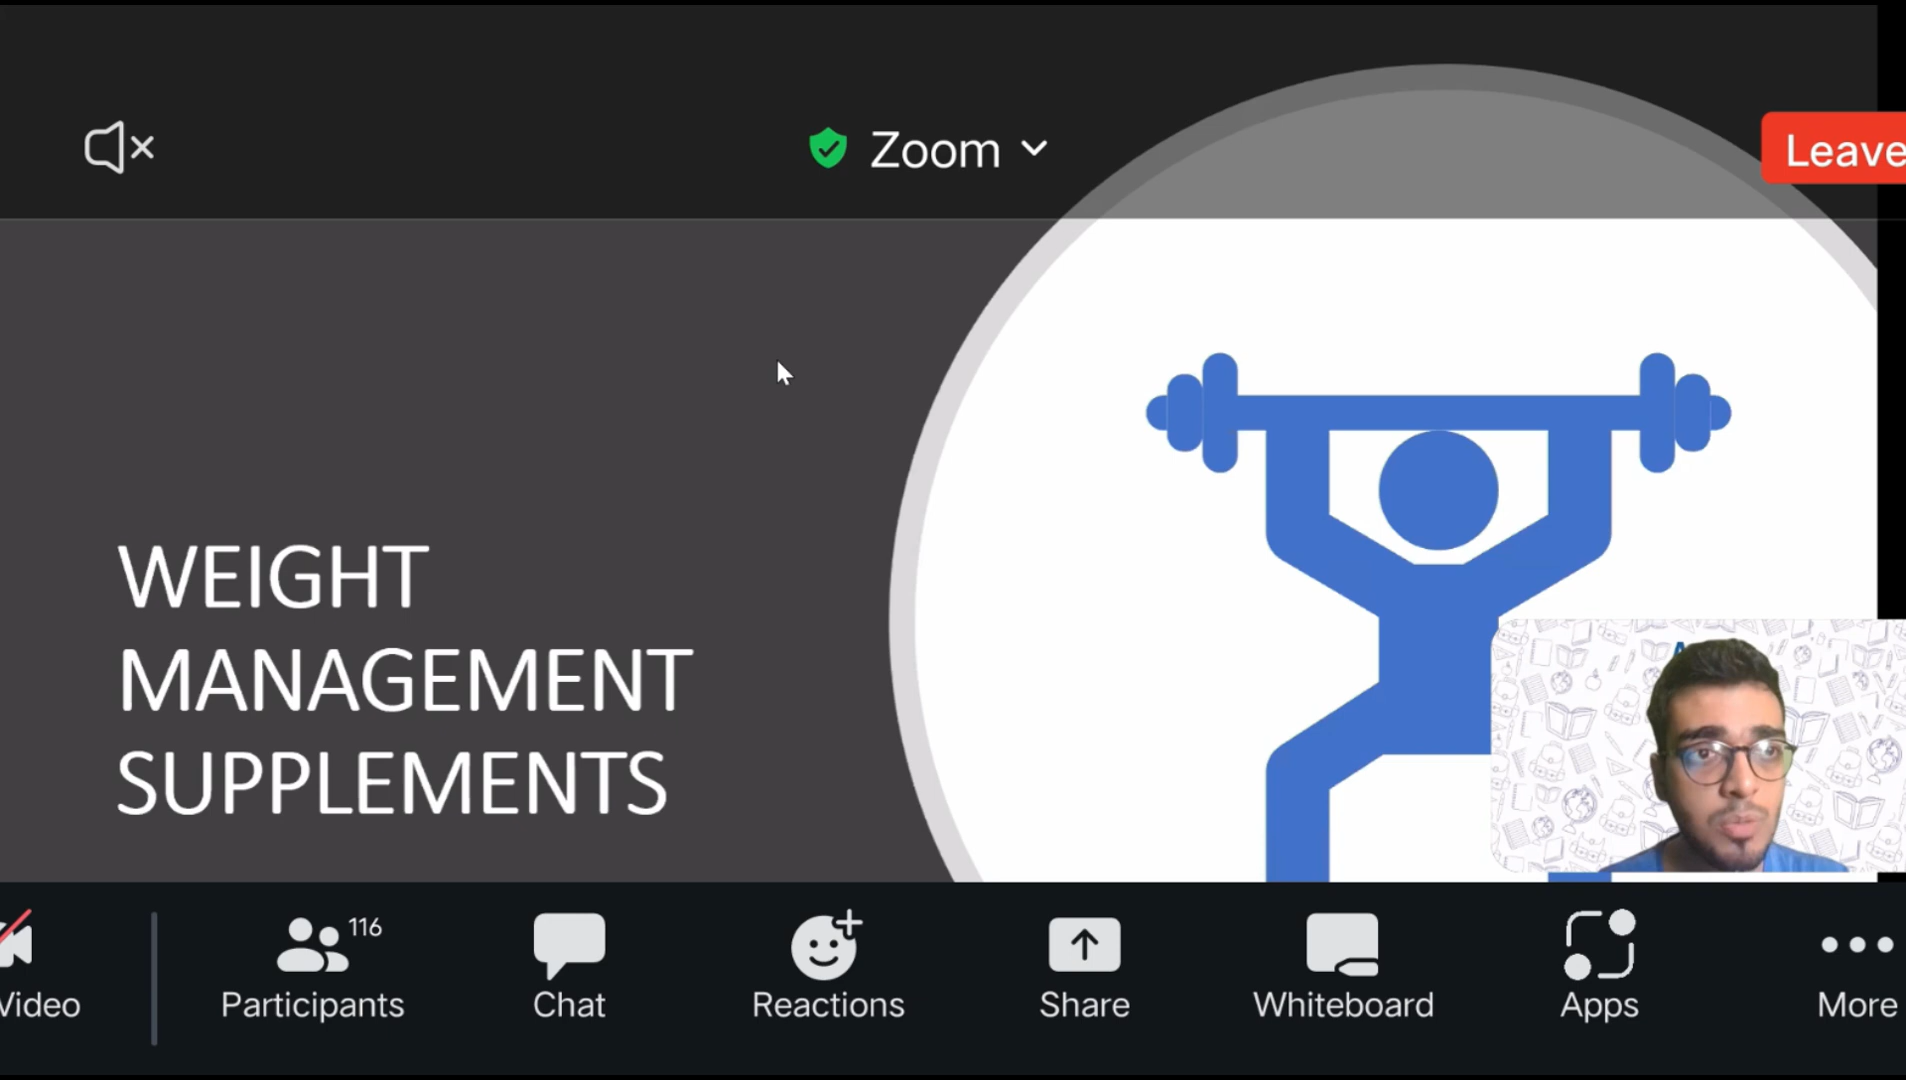 Zoom
Leave
WEIGHT
MANAGEMENT
SUPPLEMENTS
116
Video
Participants
Chat
Reactions
Share
Whiteboard
Apps
More